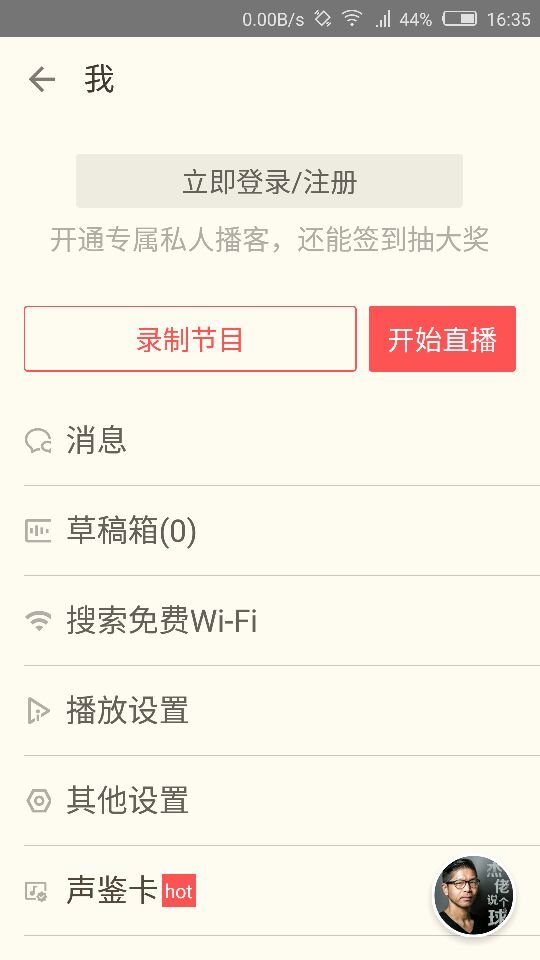 0.00B/s 44% 16:35
我
立即登录/注册
开通专属私人播客，还能签到抽大奖
录制节目 开始直播
消息
草稿箱(0)
搜索免费Wi-Fi
播放设置
其他设置
声鉴卡 hot
杰佬说个球